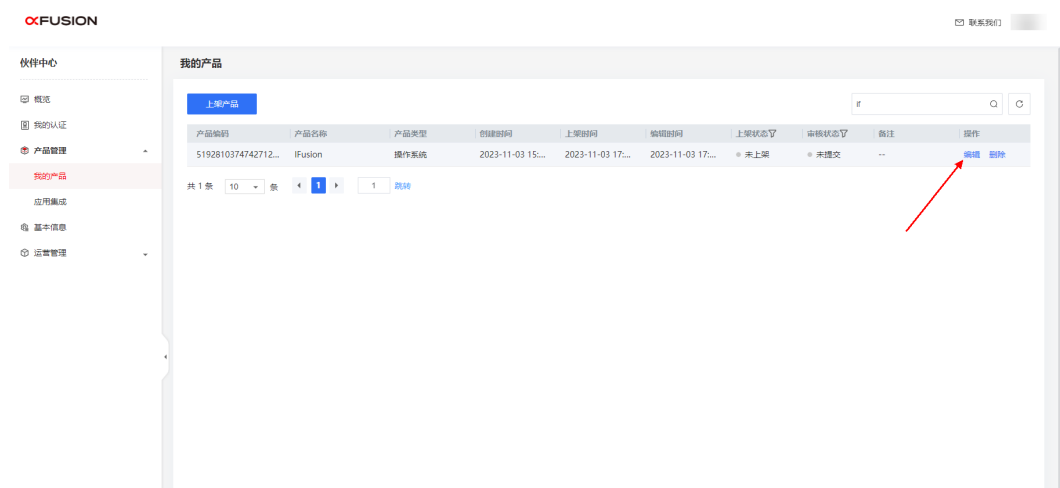 XFUSION
联系我们
伙伴中心
我的产品
概览
上架产品
if
我的认证
产品编码 产品名称 产品类型 创建时间 上架时间 编辑时间 上架状态 审核状态 备注 操作
产品管理
5192810374742712... IFusion 操作系统 2023-11-03 15:... 2023-11-03 17:... 2023-11-03 17:... 未上架 未提交 -- 编辑 删除
我的产品
共 1 条 10 条 1 1 跳转
应用集成
基本信息
运营管理